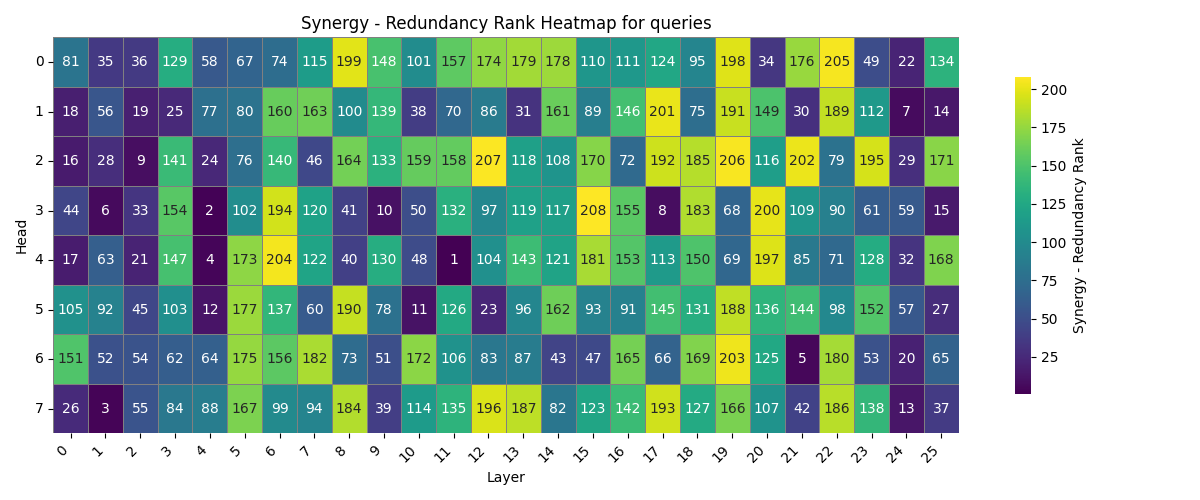 Synergy - Redundancy Rank Heatmap for queries
0 81 35 36 129 58 67 74 115 199 148 101 157 174 179 178 110 111 124 95 198 34 176 205 49 22 134
1 18 56 19 25 77 80 160 163 100 139 38 70 86 31 161 89 146 201 75 191 149 30 189 112 7 14
2 16 28 9 141 24 76 140 46 164 133 159 158 207 118 108 170 72 192 185 206 116 202 79 195 29 171
3 44 6 33 154 2 102 194 120 41 10 50 132 97 119 117 208 155 8 183 68 200 109 90 61 59 15
4 17 63 21 147 4 173 204 122 40 130 48 1 104 143 121 181 153 113 150 69 197 85 71 128 32 168
5 105 92 45 103 12 177 137 60 190 78 11 126 23 96 162 93 91 145 131 188 136 144 98 152 57 27
6 151 52 54 62 64 175 156 182 73 51 172 106 83 87 43 47 165 66 169 203 125 5 180 53 20 65
7 26 3 55 84 88 167 99 94 184 39 114 135 196 187 82 123 142 193 127 166 107 42 186 138 13 37
0 1 2 3 4 5 6 7 8 9 10 11 12 13 14 15 16 17 18 19 20 21 22 23 24 25
Layer
Head
200
175
150
125
100
75
50
25
Synergy - Redundancy Rank